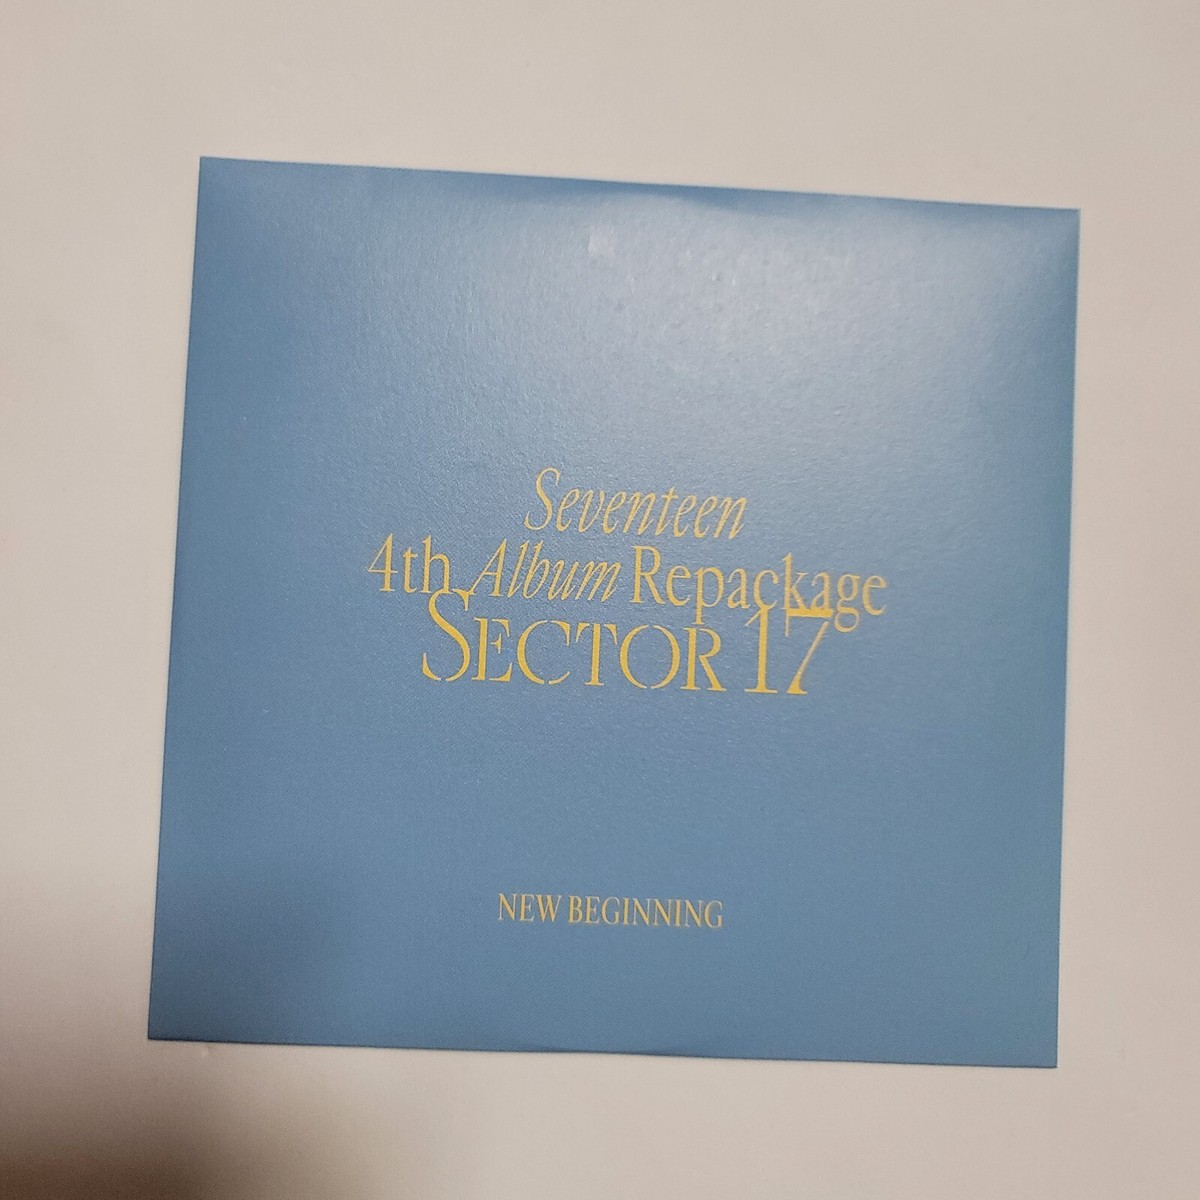 Seventeen
4th Album Repackage
SECTOR 17
NEW BEGINNING